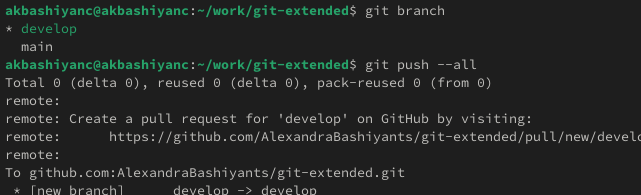 akbashiyanc@akbashiyanc:~/work/git-extended$ git branch
* develop
  main
akbashiyanc@akbashiyanc:~/work/git-extended$ git push --all
Total 0 (delta 0), reused 0 (delta 0), pack-reused 0 (from 0)
remote:
remote: Create a pull request for 'develop' on GitHub by visiting:
remote:      https://github.com/AlexandraBashiyants/git-extended/pull/new/develo
remote:
To github.com:AlexandraBashiyants/git-extended.git
 * [new branch]      develop -> develop